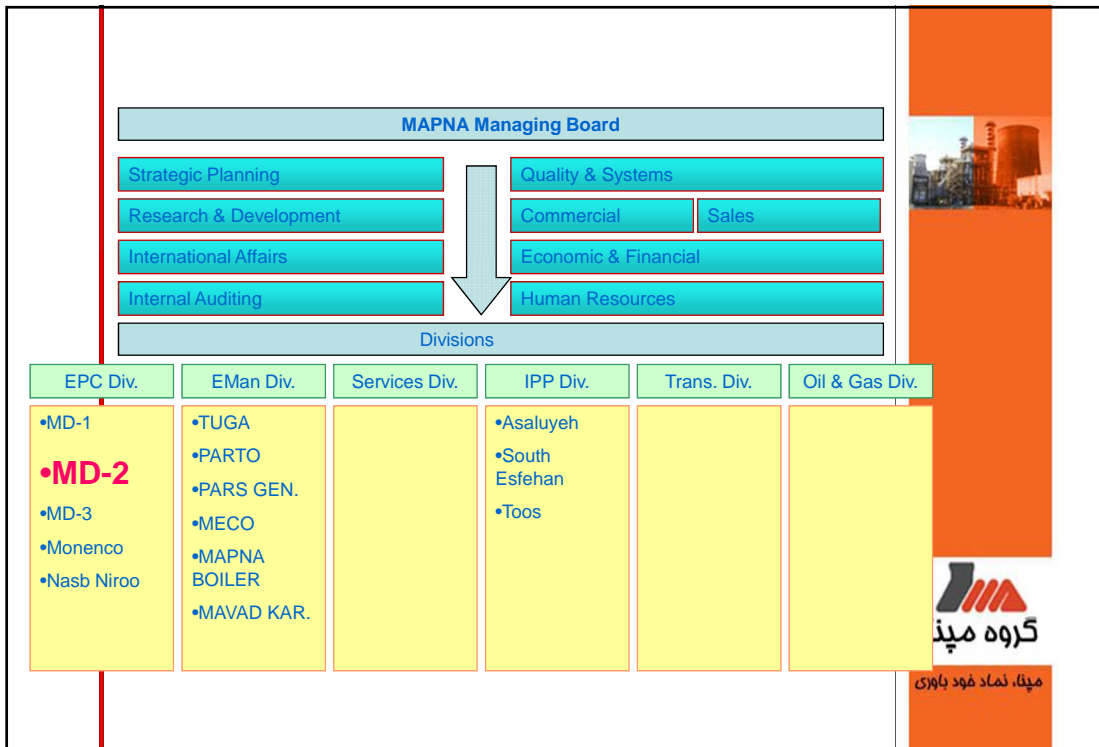 MAPNA Managing Board
Strategic Planning
Quality & Systems
Research & Development
Commercial
Sales
International Affairs
Economic & Financial
Internal Auditing
Human Resources
Divisions
EPC Div.
EMan Div.
Services Div.
IPP Div.
Trans. Div.
Oil & Gas Div.
•MD-1
•MD-2
•MD-3
•Monenco
•Nasb Niroo
•TUGA
•PARTO
•PARS GEN.
•MECO
•MAPNA
BOILER
•MAVAD KAR.
•Asaluyeh
•South
Esfehan
•Toos
گروه مپنا
مپنا، نماد خود باوری